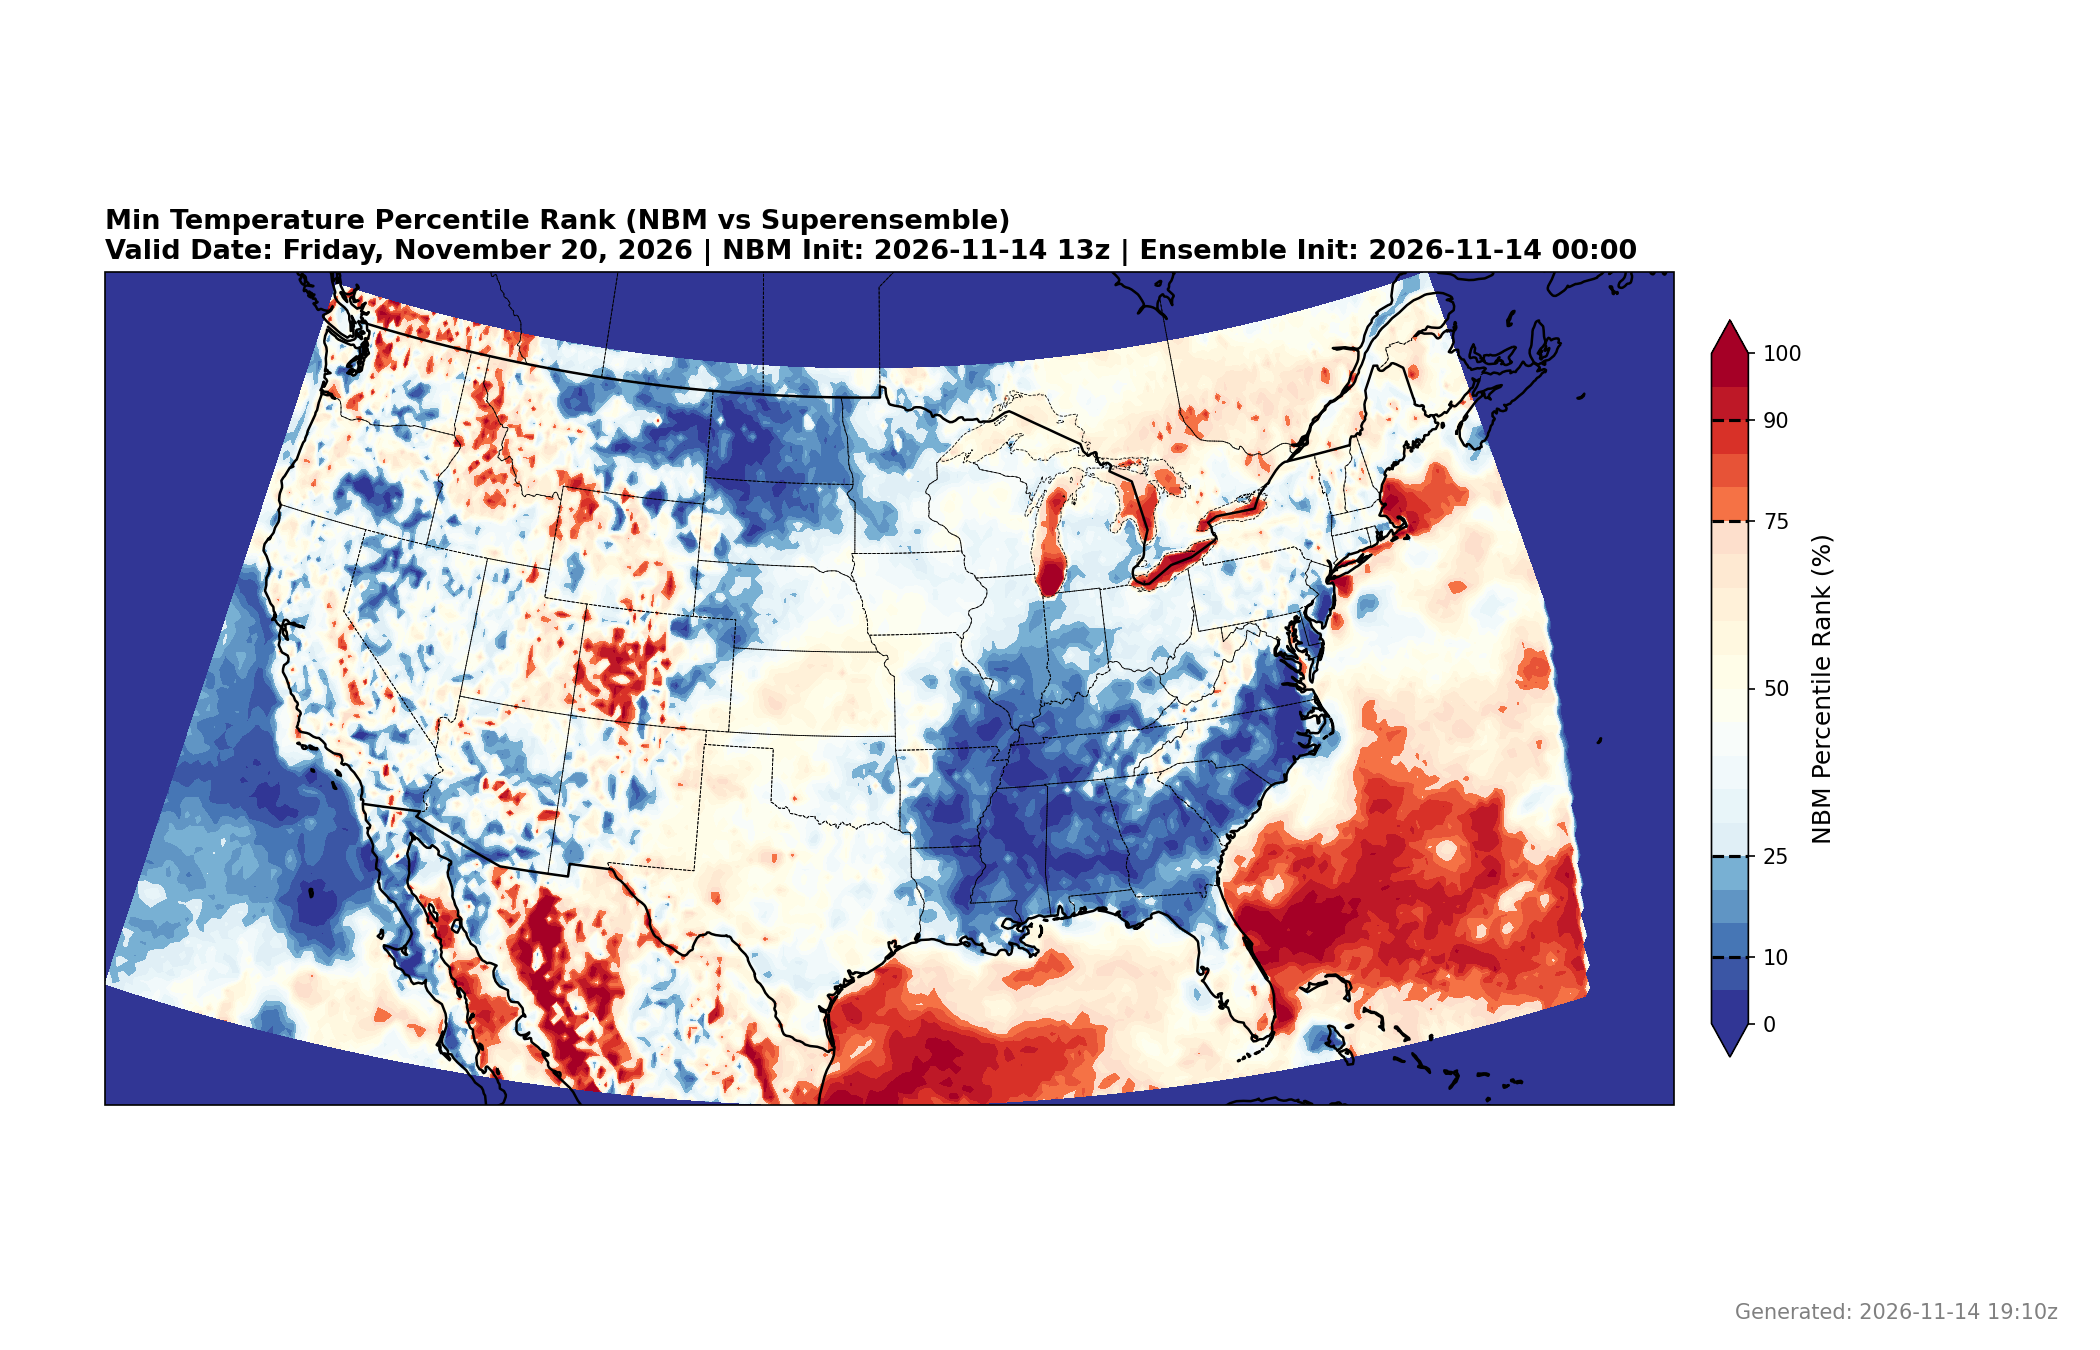 Min Temperature Percentile Rank (NBM vs Superensemble)
Valid Date: Friday, November 20, 2026 | NBM Init: 2026-11-14 13z | Ensemble Init: 2026-11-14 00:00
100
90
75
50
25
10
0
NBM Percentile Rank (%)
Generated: 2026-11-14 19:10z